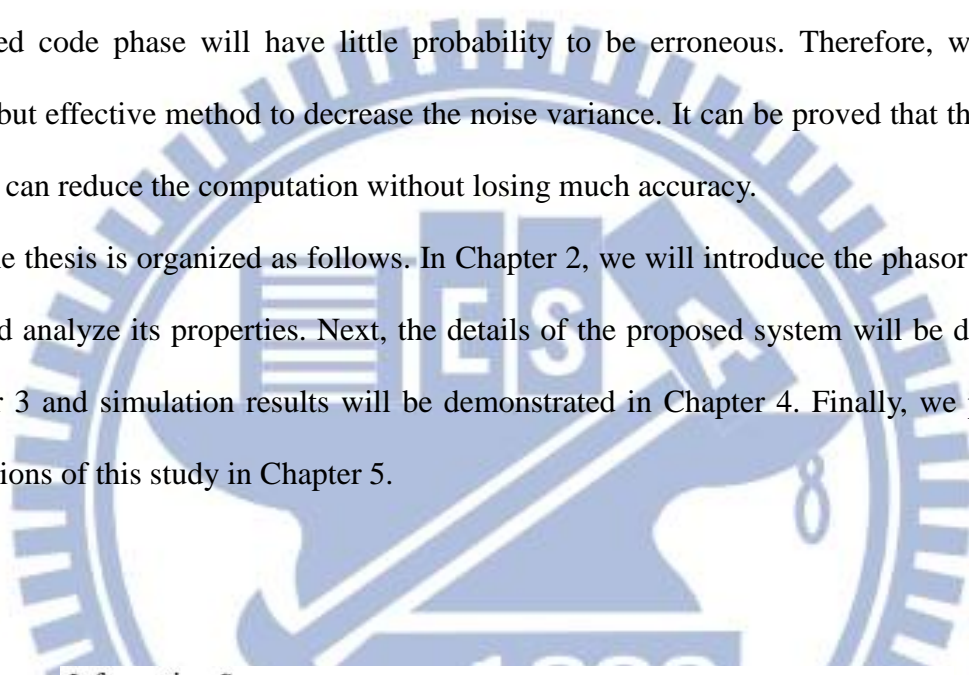 ed code phase will have little probability to be erroneous. Therefore, w
but effective method to decrease the noise variance. It can be proved that th
can reduce the computation without losing much accuracy.
e thesis is organized as follows. In Chapter 2, we will introduce the phasor
d analyze its properties. Next, the details of the proposed system will be d
r 3 and simulation results will be demonstrated in Chapter 4. Finally, we
ions of this study in Chapter 5.
E S A